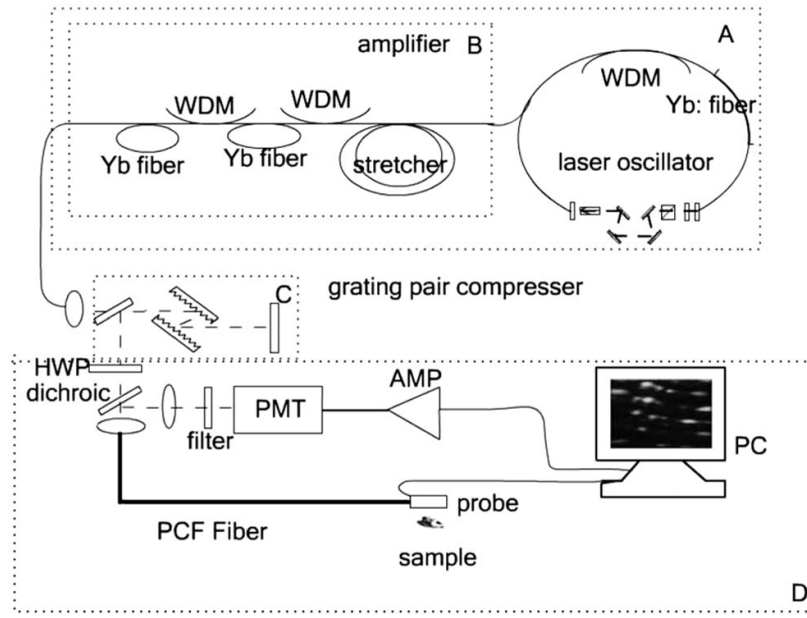 A
amplifier B
WDM
WDM
WDM
Yb: fiber
Yb fiber
Yb fiber
stretcher
laser oscillator
C
grating pair compresser
HWP
dichroic
AMP
PMT
filter
PC
probe
PCF Fiber
sample
D